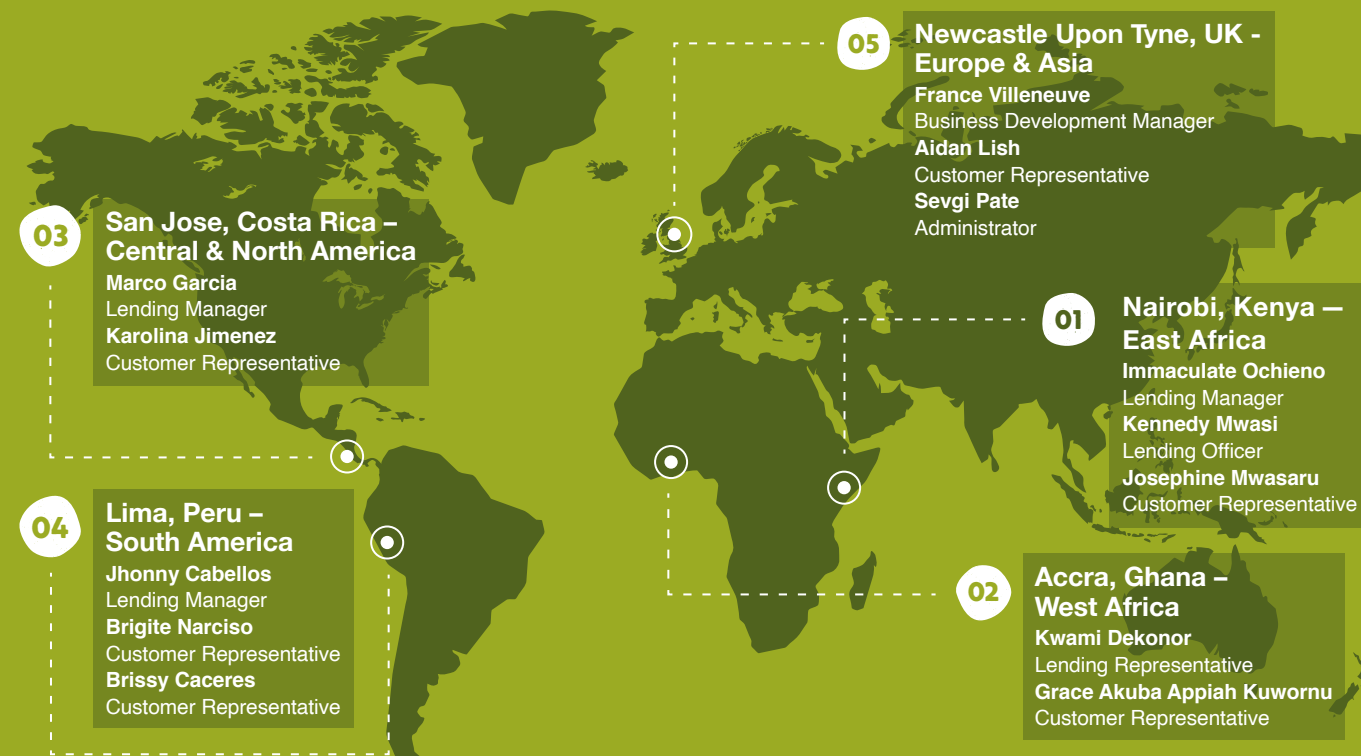 05
Newcastle Upon Tyne, UK -
Europe & Asia
France Villeneuve
Business Development Manager
Aidan Lish
Customer Representative
Sevgi Pate
Administrator
03
San Jose, Costa Rica –
Central & North America
Marco Garcia
Lending Manager
Karolina Jimenez
Customer Representative
01
Nairobi, Kenya —
East Africa
Immaculate Ochieno
Lending Manager
Kennedy Mwasi
Lending Officer
Josephine Mwasaru
Customer Representative
04
Lima, Peru –
South America
Jhonny Cabellos
Lending Manager
Brigite Narciso
Customer Representative
Brissy Caceres
Customer Representative
02
Accra, Ghana –
West Africa
Kwami Dekonor
Lending Representative
Grace Akuba Appiah Kuwornu
Customer Representative